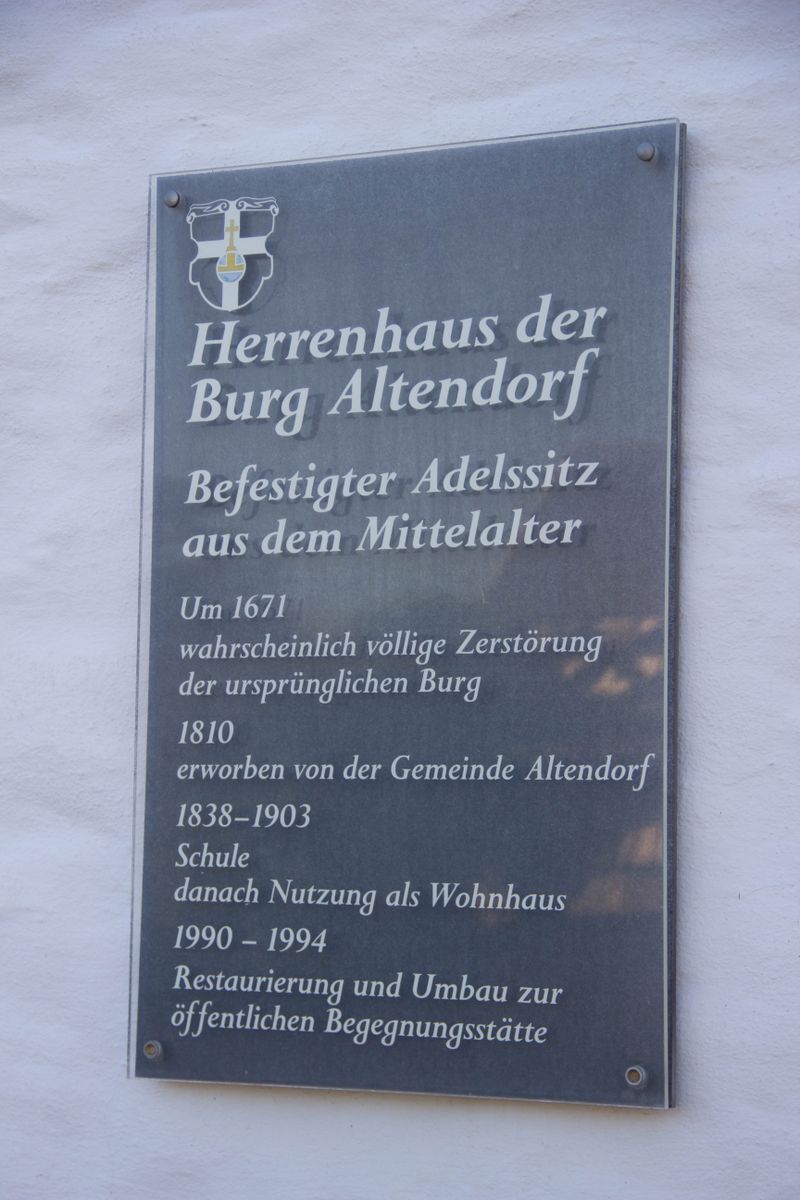 Herrenhaus der
Burg Altendorf
Befestigter Adelssitz
aus dem Mittelalter
Um 1671
wahrscheinlich völlige Zerstörung
der ursprünglichen Burg
1810
erworben von der Gemeinde Altendorf
1838–1903
Schule
danach Nutzung als Wohnhaus
1990 – 1994
Restaurierung und Umbau zur
öffentlichen Begegnungsstätte